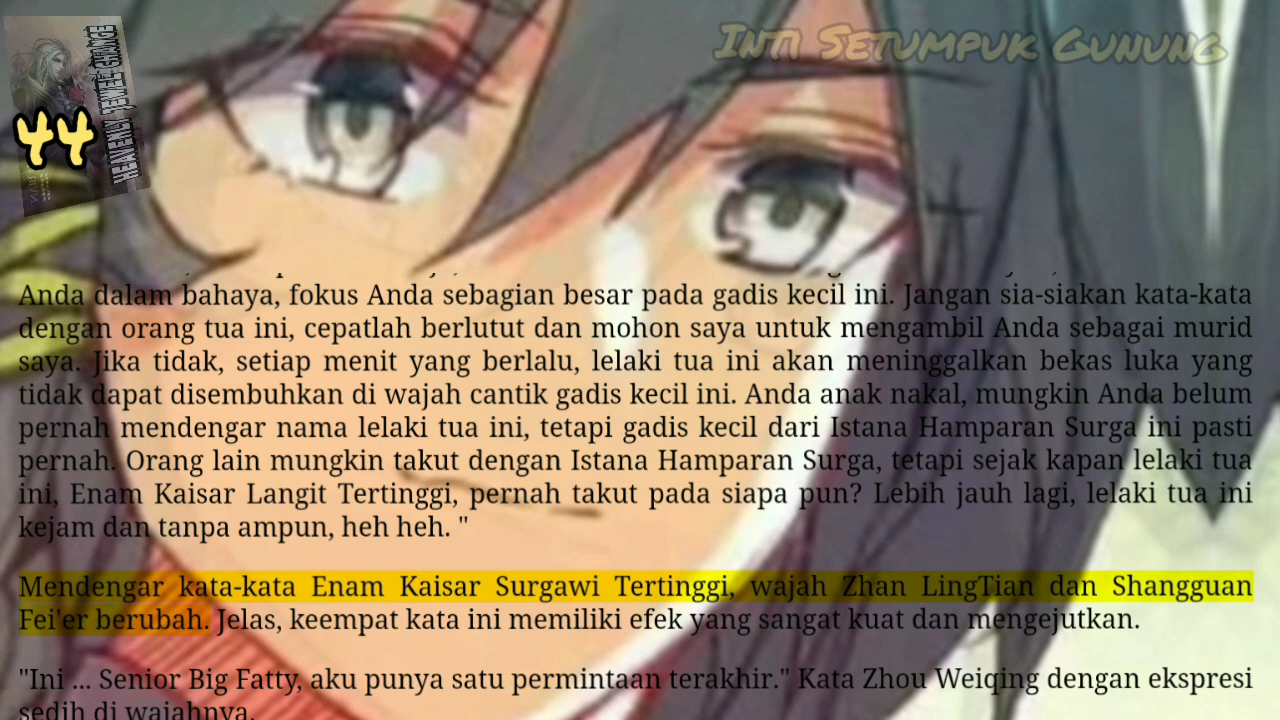 Inti Setumpuk Gunung
HEAVENLY JEWEL CHANGE
44
Anda dalam bahaya, fokus Anda sebagian besar pada gadis kecil ini. Jangan sia-siakan kata-kata
dengan orang tua ini, cepatlah berlutut dan mohon saya untuk mengambil Anda sebagai murid
saya. Jika tidak, setiap menit yang berlalu, lelaki tua ini akan meninggalkan bekas luka yang
tidak dapat disembuhkan di wajah cantik gadis kecil ini. Anda anak nakal, mungkin Anda belum
pernah mendengar nama lelaki tua ini, tetapi gadis kecil dari Istana Hamparan Surga ini pasti
pernah. Orang lain mungkin takut dengan Istana Hamparan Surga, tetapi sejak kapan lelaki tua
ini, Enam Kaisar Langit Tertinggi, pernah takut pada siapa pun? Lebih jauh lagi, lelaki tua ini
kejam dan tanpa ampun, heh heh. "
Mendengar kata-kata Enam Kaisar Surgawi Tertinggi, wajah Zhan LingTian dan Shangguan
Fei'er berubah. Jelas, keempat kata ini memiliki efek yang sangat kuat dan mengejutkan.
"Ini ... Senior Big Fatty, aku punya satu permintaan terakhir." Kata Zhou Weiqing dengan ekspresi
sedih di wajahnya.